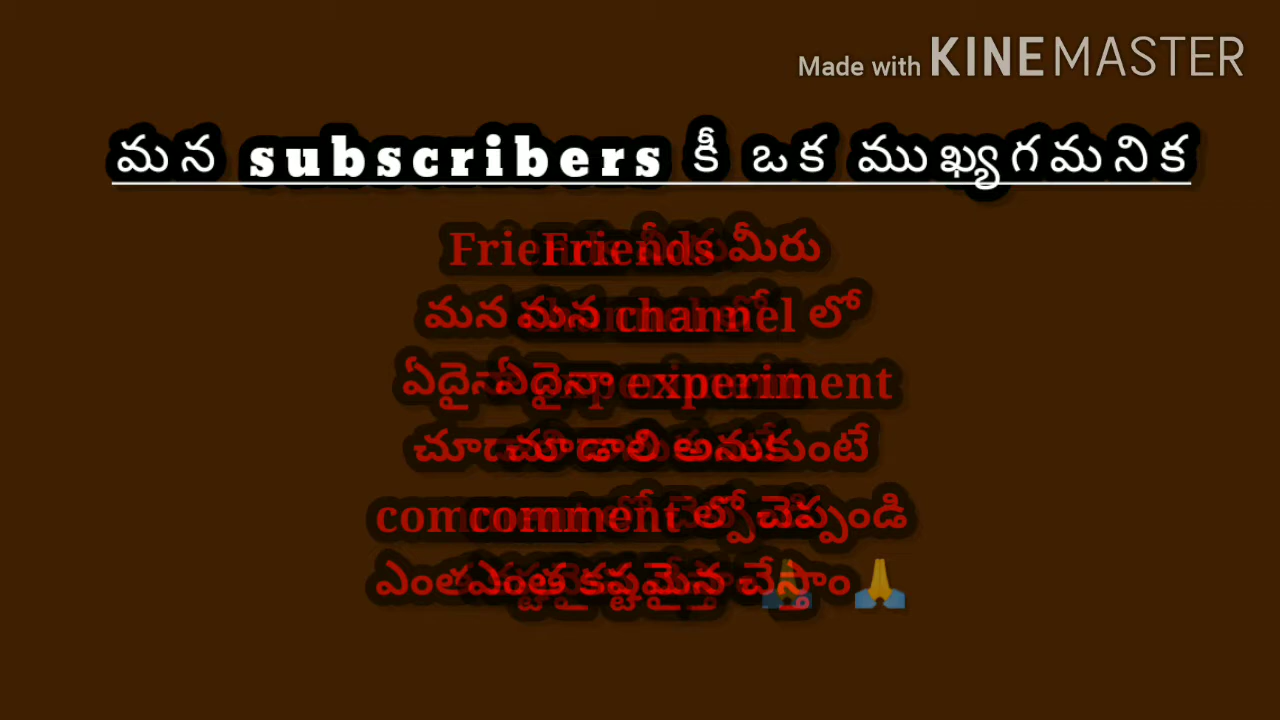 Made with KINEMASTER
మన subscribers కీ ఒక ముఖ్యగమనిక
Friends మీరు
మన channel లో
ఏదైనా experiment
చూడాలి అనుకుంటే
comment లో చెప్పండి
ఎంత కష్టమైన చేస్తాం 🙏